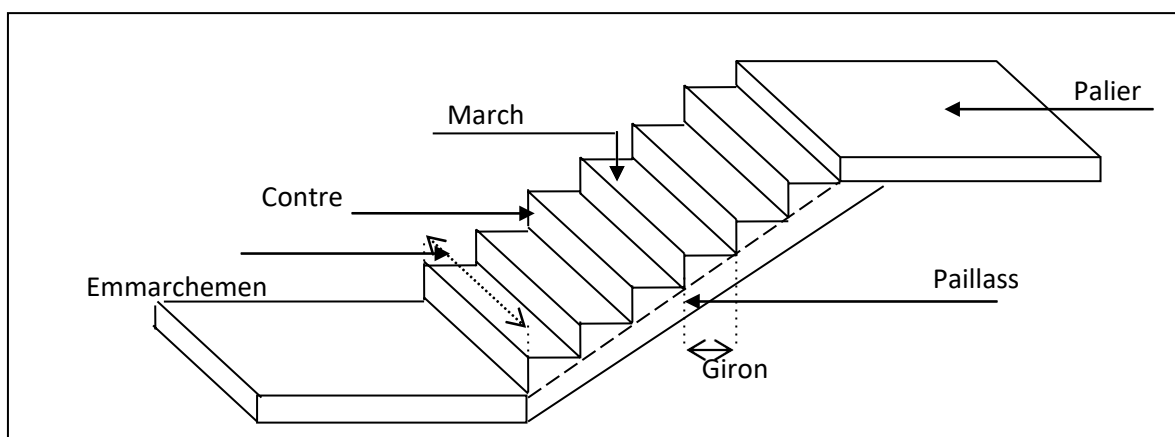 Palier
March
Contre
Emmarchemen
Paillass
Giron